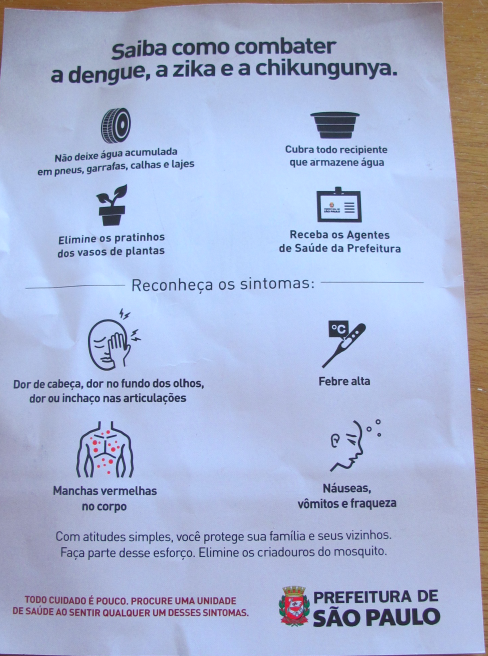 Saiba como combater
a dengue, a zika e a chikungunya.
Não deixe água acumulada
em pneus, garrafas, calhas e lajes
Cubra todo recipiente
que armazene água
Elimine os pratinhos
dos vasos de plantas
Receba os Agentes
de Saúde da Prefeitura
Reconheça os sintomas:
Dor de cabeça, dor no fundo dos olhos,
dor ou inchaço nas articulações
°C
Febre alta
Manchas vermelhas
no corpo
Náuseas,
vômitos e fraqueza
Com atitudes simples, você protege sua família e seus vizinhos.
Faça parte desse esforço. Elimine os criadouros do mosquito.
TODO CUIDADO É POUCO. PROCURE UMA UNIDADE
DE SAÚDE AO SENTIR QUALQUER UM DESSES SINTOMAS.
PREFEITURA DE
SÃO PAULO